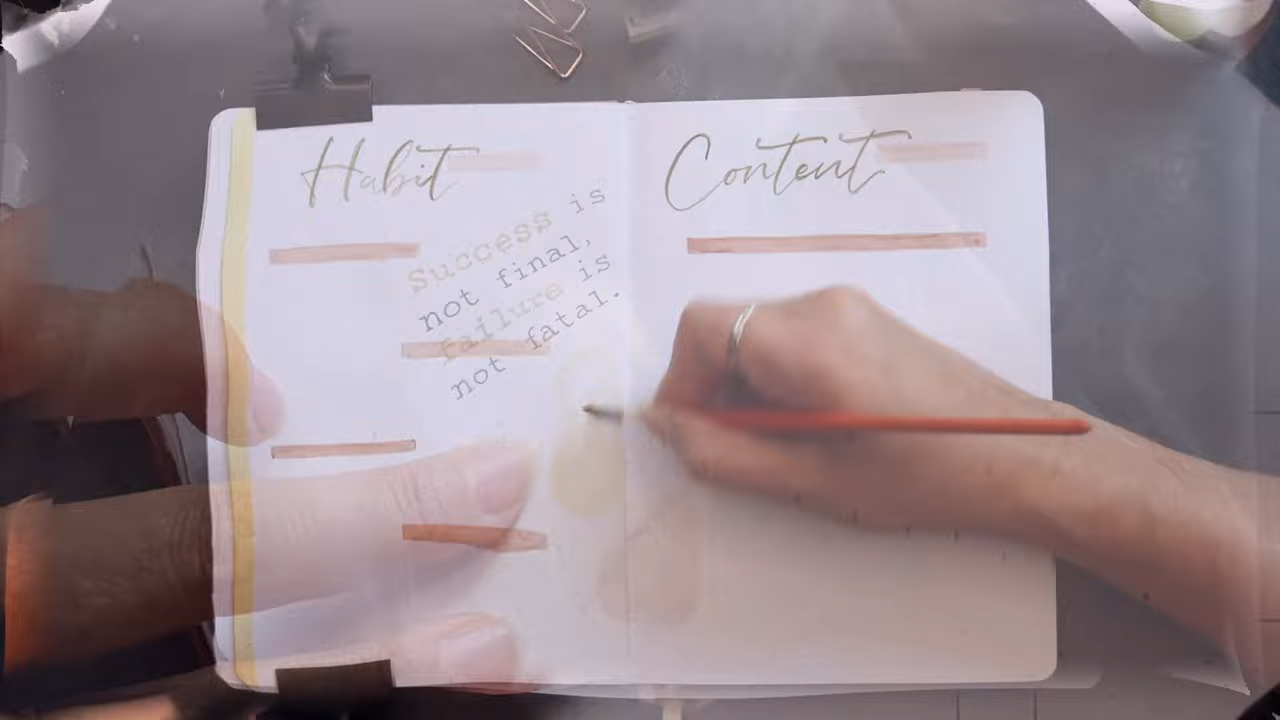 Habit
Content
Success is
not final,
failure is
not fatal.